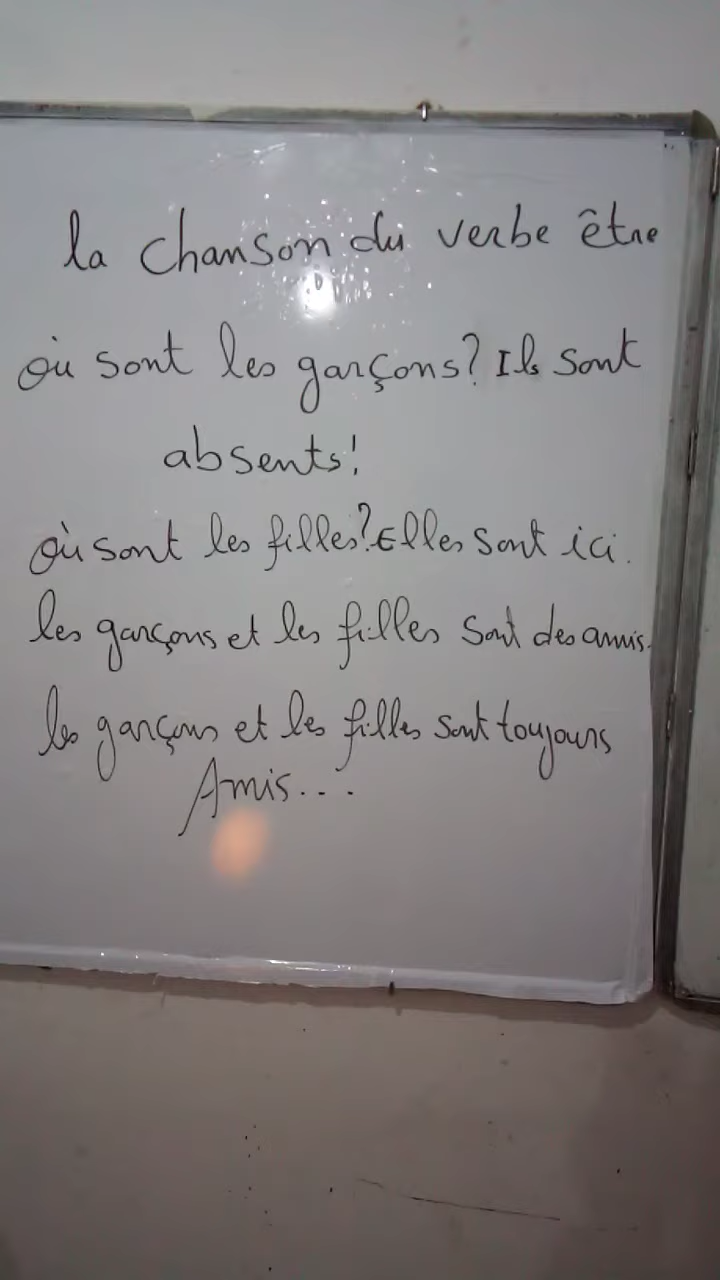 la chanson du verbe être
où sont les garçons? Ils sont
absents!
où sont les filles? Elles sont ici.
les garçons et les filles sont des amis.
les garçons et les filles sont toujours
Amis...